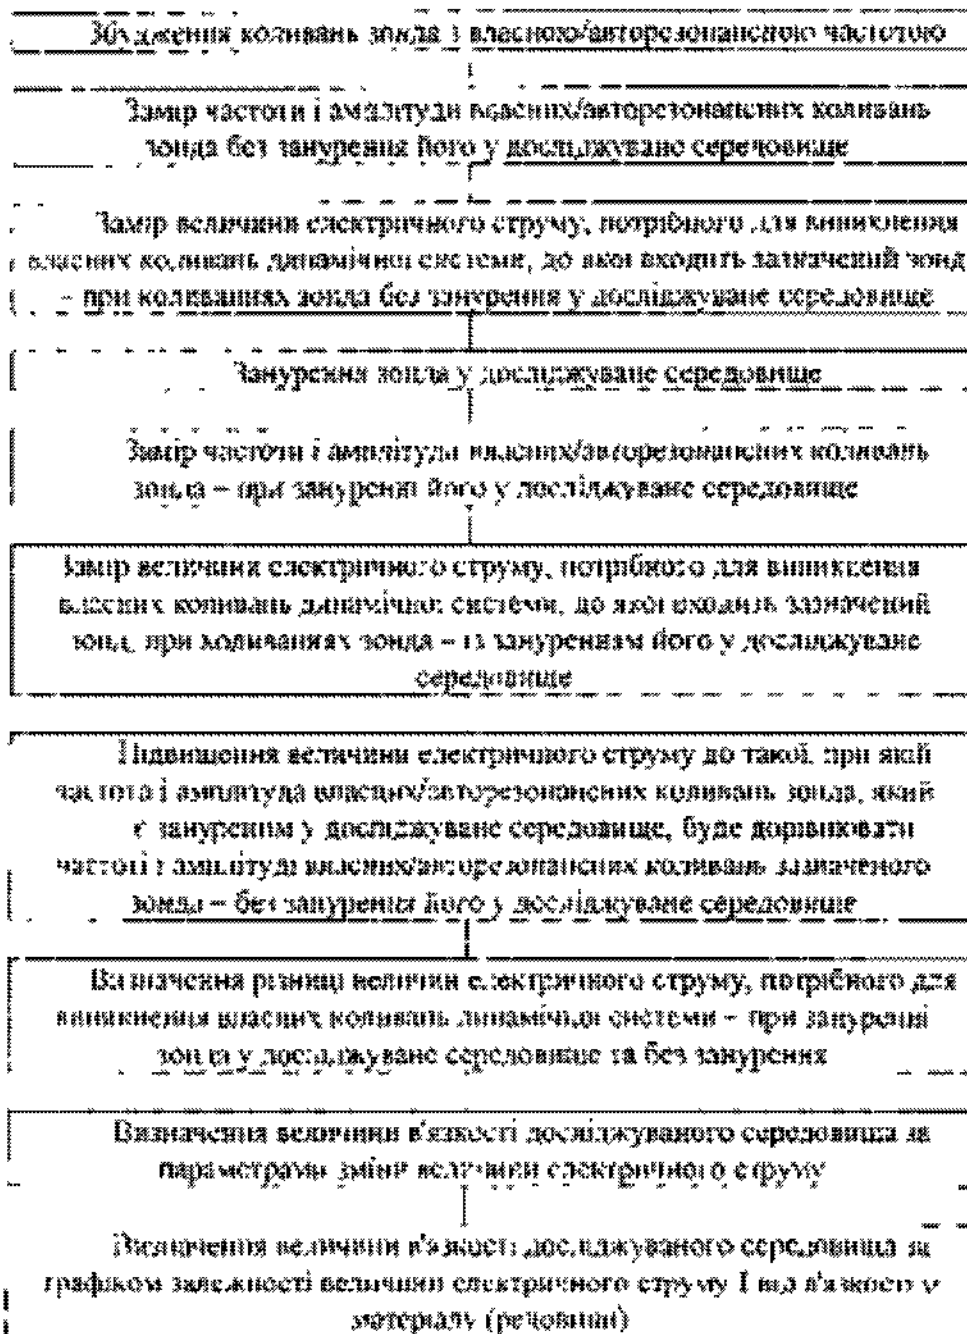 Збудження коливань зонда з власною/авторезонансною частотою
Замір частоти і амплітуди власних/авторезонансних коливань
зонда без занурення його у досліджуване середовище
Замір величини електричного струму, потрібного для виникнення
власних коливань динамічної системи, до якої входить зазначений зонд
– при коливаннях зонда без занурення у досліджуване середовище
Занурення зонда у досліджуване середовище
Замір частоти і амплітуди власних/авторезонансних коливань
зонда – при зануренні його у досліджуване середовище
Замір величини електричного струму, потрібного для виникнення
власних коливань динамічної системи, до якої входить зазначений
зонд, при коливаннях зонда – із зануренням його у досліджуване
середовище
Підвищення величини електричного струму до такої, при якій
частота і амплітуда власних/авторезонансних коливань зонда, який
є зануреним у досліджуване середовище, буде дорівнювати
частоті і амплітуді власних/авторезонансних коливань зазначеного
зонда – без занурення його у досліджуване середовище
Визначення різниці величин електричного струму, потрібного для
виникнення власних коливань динамічної системи – при зануренні
зонда у досліджуване середовище та без занурення
Визначення величини в'язкості досліджуваного середовища за
параметрами зміни величини електричного струму
Визначення величини в'язкості досліджуваного середовища за
графіком залежності величини електричного струму I від в'язкості
матеріалу (речовини)